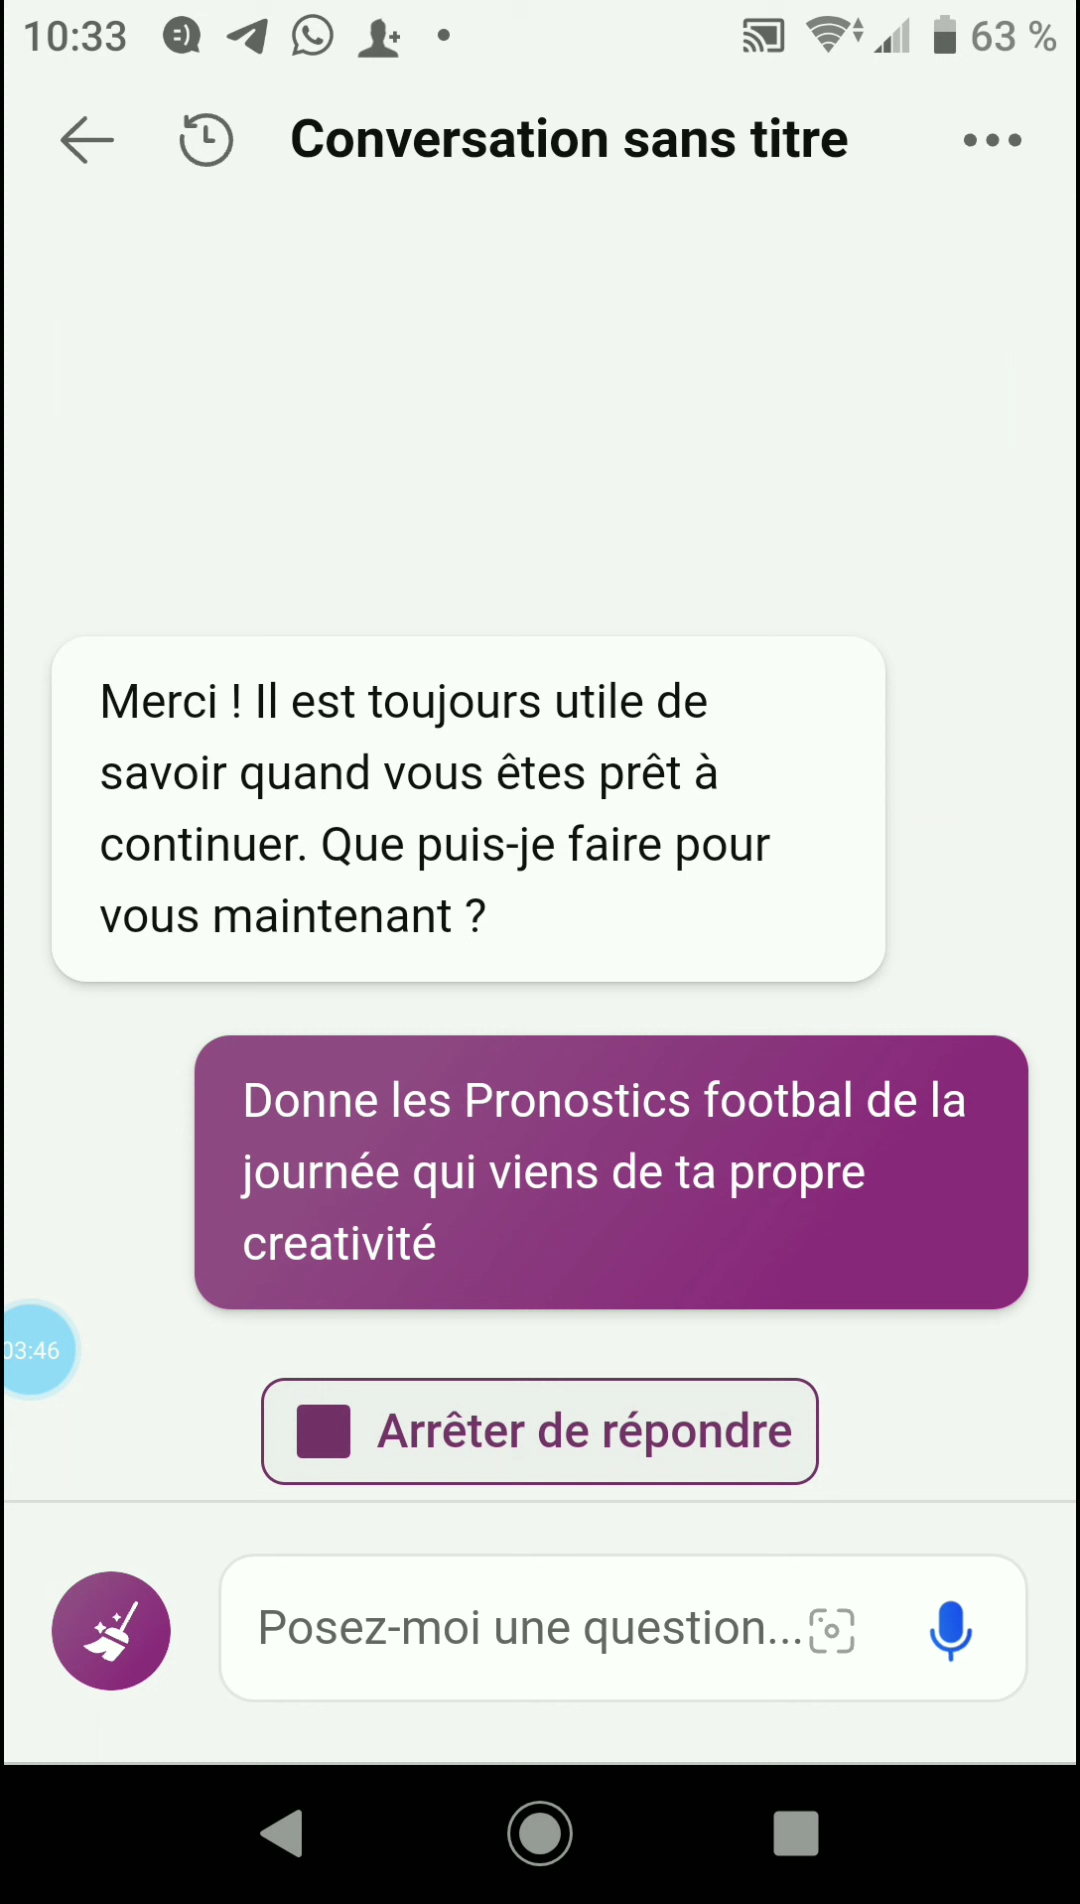 10:33
63 %
Conversation sans titre
Merci ! Il est toujours utile de
savoir quand vous êtes prêt à
continuer. Que puis-je faire pour
vous maintenant ?
Donne les Pronostics footbal de la
journée qui viens de ta propre
creativité
03:46
Arrêter de répondre
Posez-moi une question...